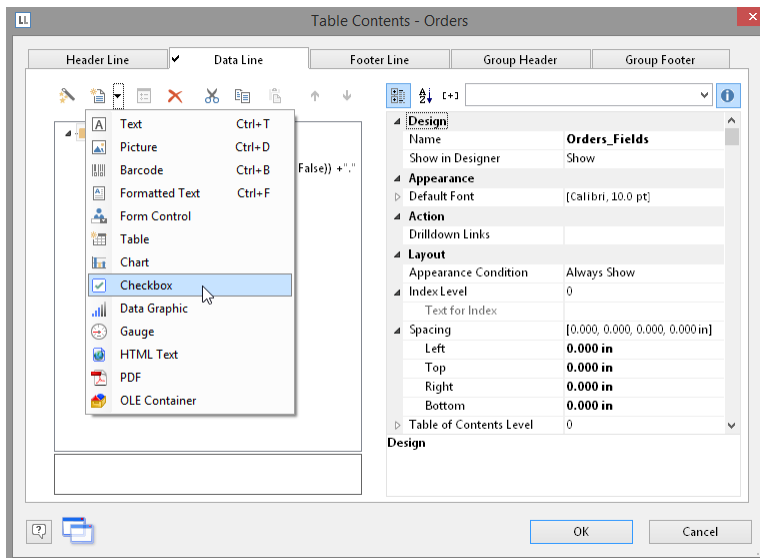 LL
Table Contents - Orders
Header Line
Data Line
Footer Line
Group Header
Group Footer
Text Ctrl+T
Picture Ctrl+D
Barcode Ctrl+B
Formatted Text Ctrl+F
Form Control
Table
Chart
Checkbox
Data Graphic
Gauge
HTML Text
PDF
OLE Container
False)) +"."
Design
Name Orders_Fields
Show in Designer Show
Appearance
Default Font [Calibri, 10.0 pt]
Action
Drilldown Links
Layout
Appearance Condition Always Show
Index Level 0
Text for Index
Spacing [0.000, 0.000, 0.000, 0.000 in]
Left 0.000 in
Top 0.000 in
Right 0.000 in
Bottom 0.000 in
Table of Contents Level 0
Design
OK
Cancel